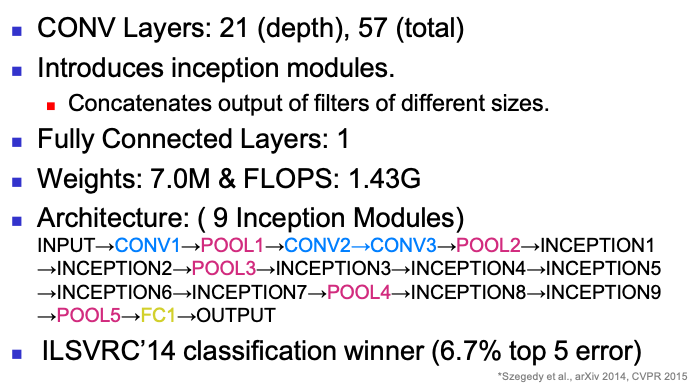 CONV Layers: 21 (depth), 57 (total)
Introduces inception modules.
Concatenates output of filters of different sizes.
Fully Connected Layers: 1
Weights: 7.0M & FLOPS: 1.43G
Architecture: ( 9 Inception Modules)
INPUT→CONV1→POOL1→CONV2→CONV3→POOL2→INCEPTION1
→INCEPTION2→POOL3→INCEPTION3→INCEPTION4→INCEPTION5
→INCEPTION6→INCEPTION7→POOL4→INCEPTION8→INCEPTION9
→POOL5→FC1→OUTPUT
ILSVRC’14 classification winner (6.7% top 5 error)
*Szegedy et al., arXiv 2014, CVPR 2015